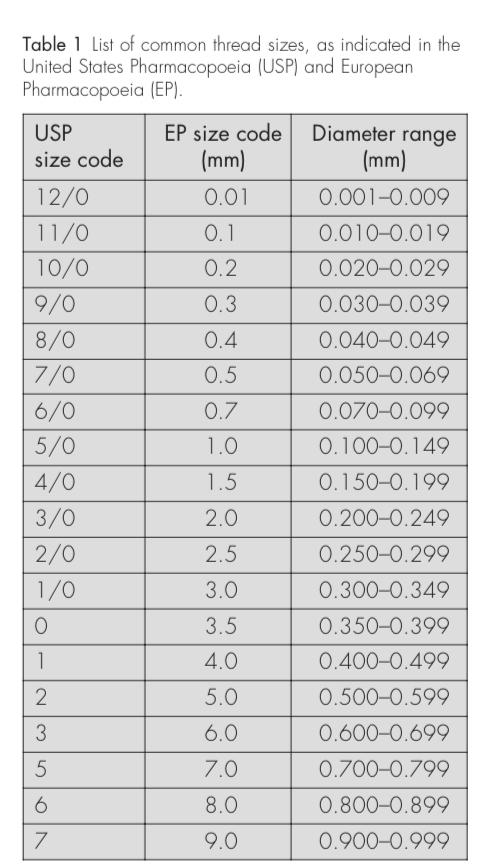 Table 1 List of common thread sizes, as indicated in the
United States Pharmacopoeia (USP) and European
Pharmacopoeia (EP).
USP size code EP size code (mm) Diameter range (mm)
12/0 0.01 0.001–0.009
11/0 0.1 0.010–0.019
10/0 0.2 0.020–0.029
9/0 0.3 0.030–0.039
8/0 0.4 0.040–0.049
7/0 0.5 0.050–0.069
6/0 0.7 0.070–0.099
5/0 1.0 0.100–0.149
4/0 1.5 0.150–0.199
3/0 2.0 0.200–0.249
2/0 2.5 0.250–0.299
1/0 3.0 0.300–0.349
0 3.5 0.350–0.399
1 4.0 0.400–0.499
2 5.0 0.500–0.599
3 6.0 0.600–0.699
5 7.0 0.700–0.799
6 8.0 0.800–0.899
7 9.0 0.900–0.999